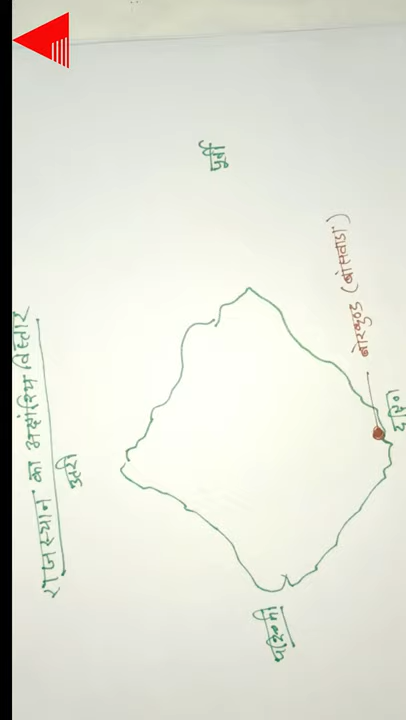 राजस्थान का अक्षांशिय विस्तार
उत्तरी
पूर्वी
पश्चिमी
बोरकुण्ड (बांसवाडा)
दक्षिण